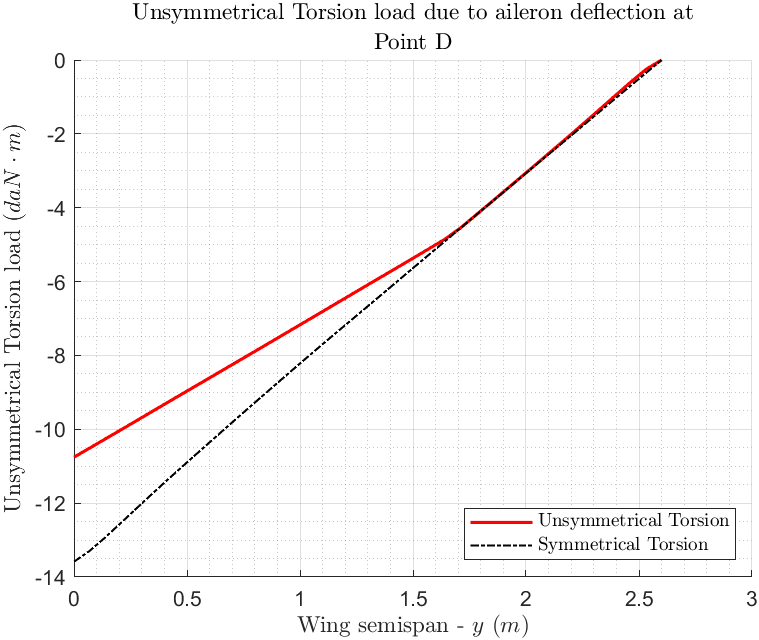 Unsymmetrical Torsion load due to aileron deflection at
Point D
Unsymmetrical Torsion load (daN · m)
0
-2
-4
-6
-8
-10
-12
-14
0
0.5
1
1.5
2
2.5
3
Wing semispan - y (m)
Unsymmetrical Torsion
Symmetrical Torsion